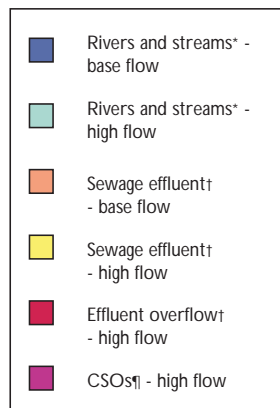 Rivers and streams* -
base flow
Rivers and streams* -
high flow
Sewage effluent†
- base flow
Sewage effluent†
- high flow
Effluent overflow†
- high flow
CSOs¶ - high flow